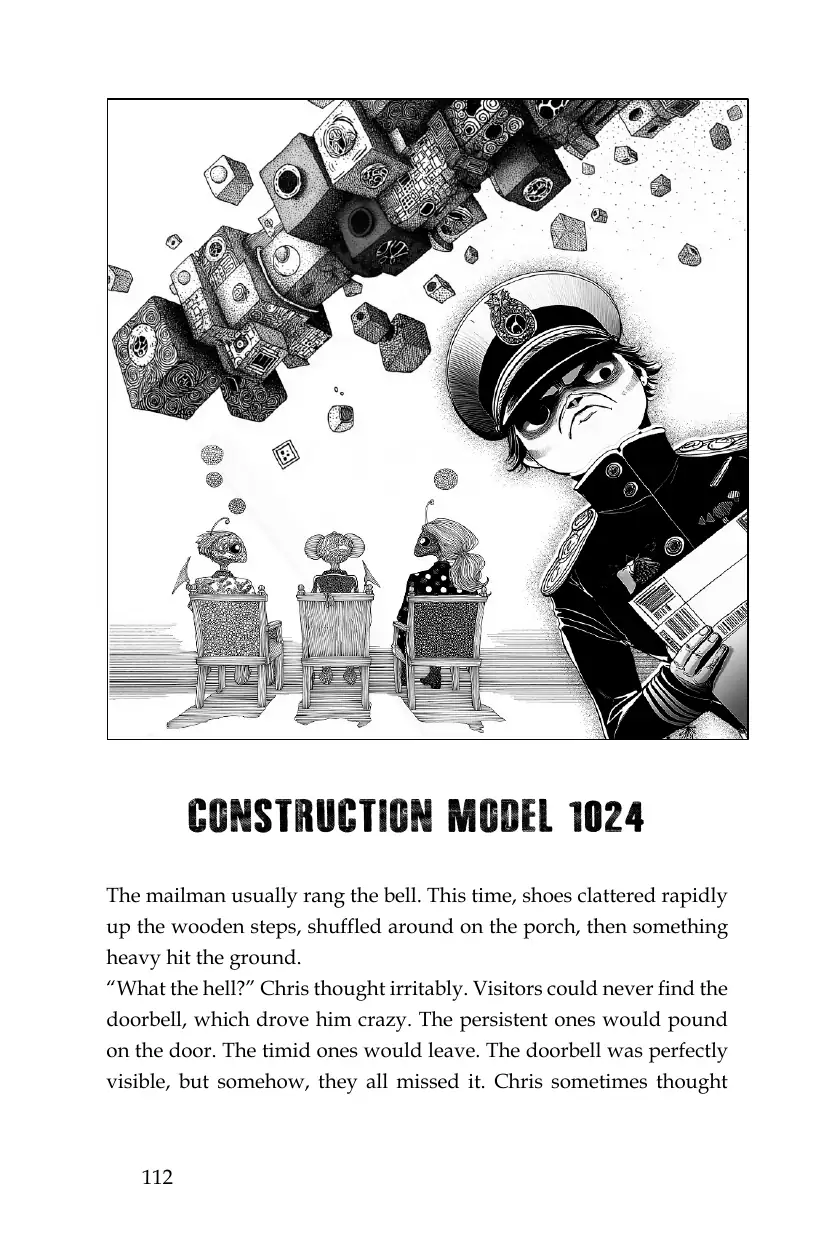 CONSTRUCTION MODEL 1024
The mailman usually rang the bell. This time, shoes clattered rapidly
up the wooden steps, shuffled around on the porch, then something
heavy hit the ground.
“What the hell?” Chris thought irritably. Visitors could never find the
doorbell, which drove him crazy. The persistent ones would pound
on the door. The timid ones would leave. The doorbell was perfectly
visible, but somehow, they all missed it. Chris sometimes thought
112